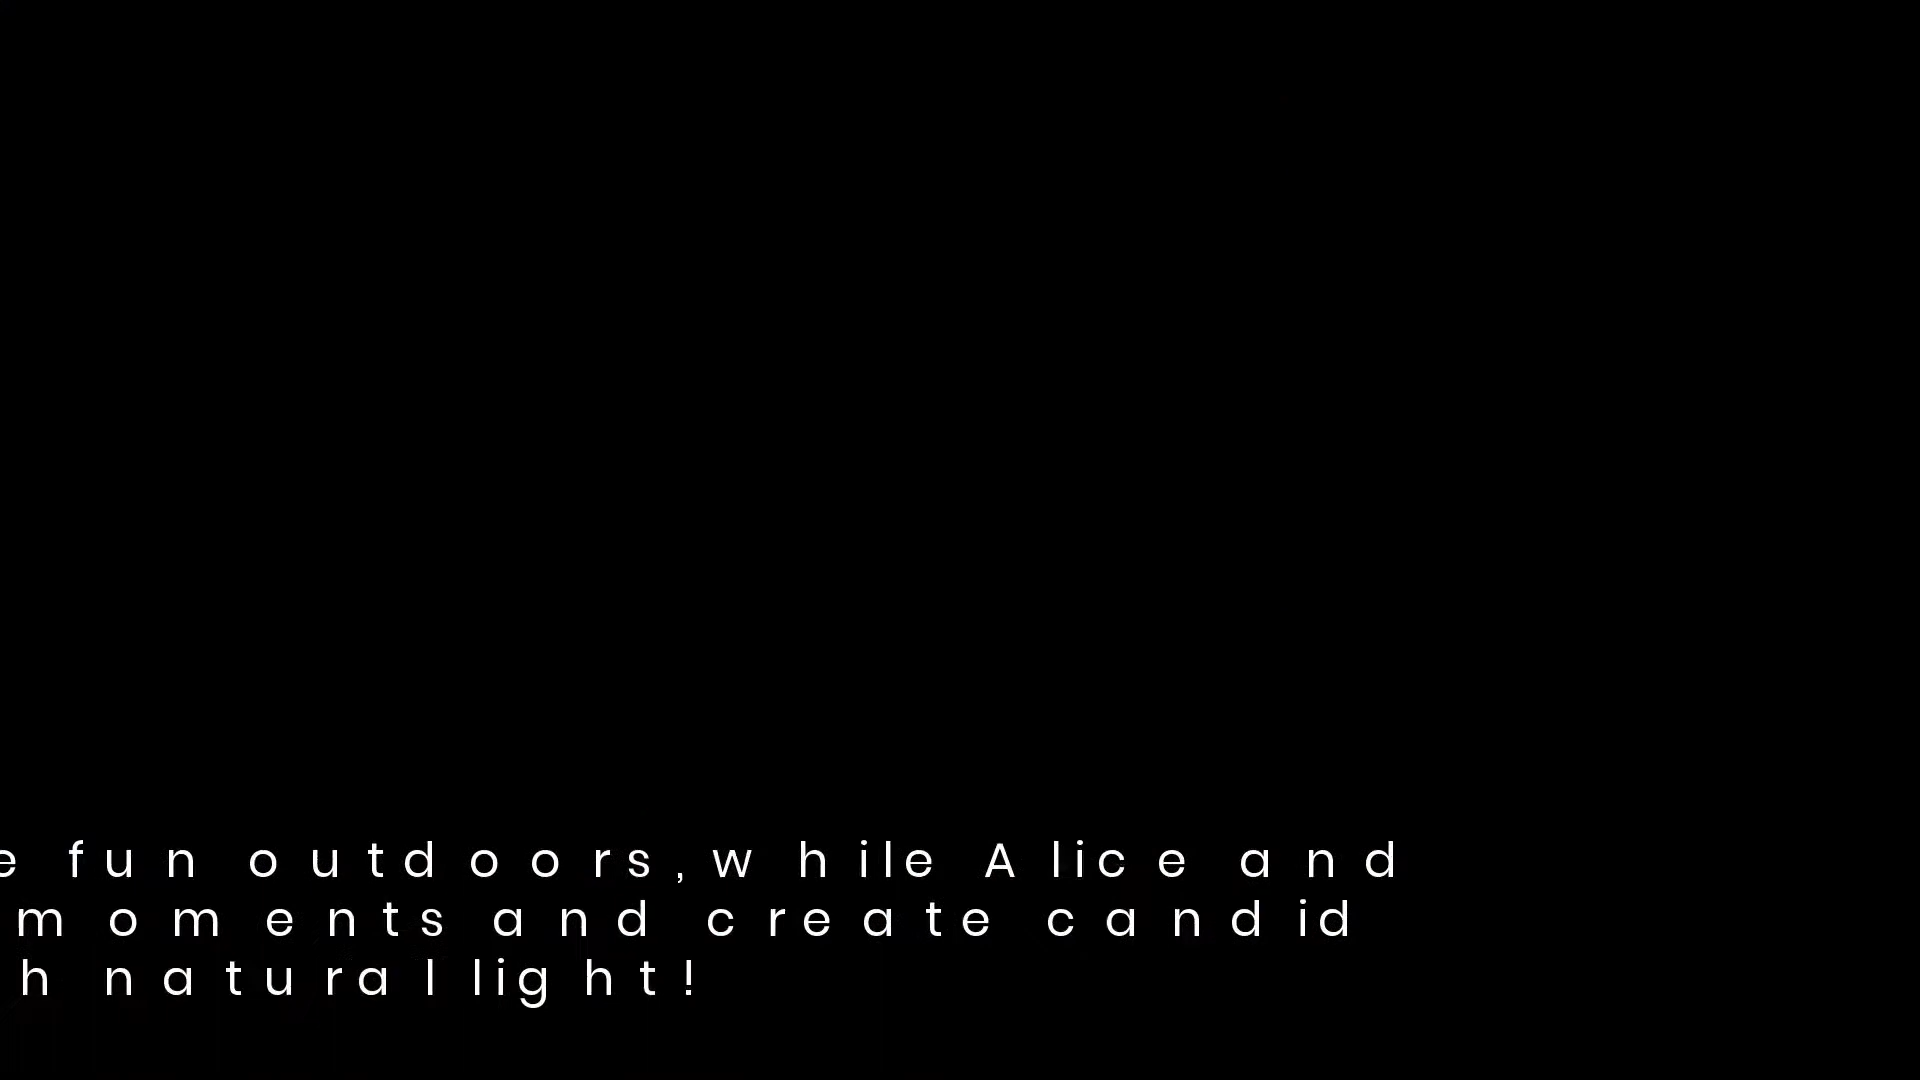 e fun outdoors, while Alice and
moments and create candid
h natural light!